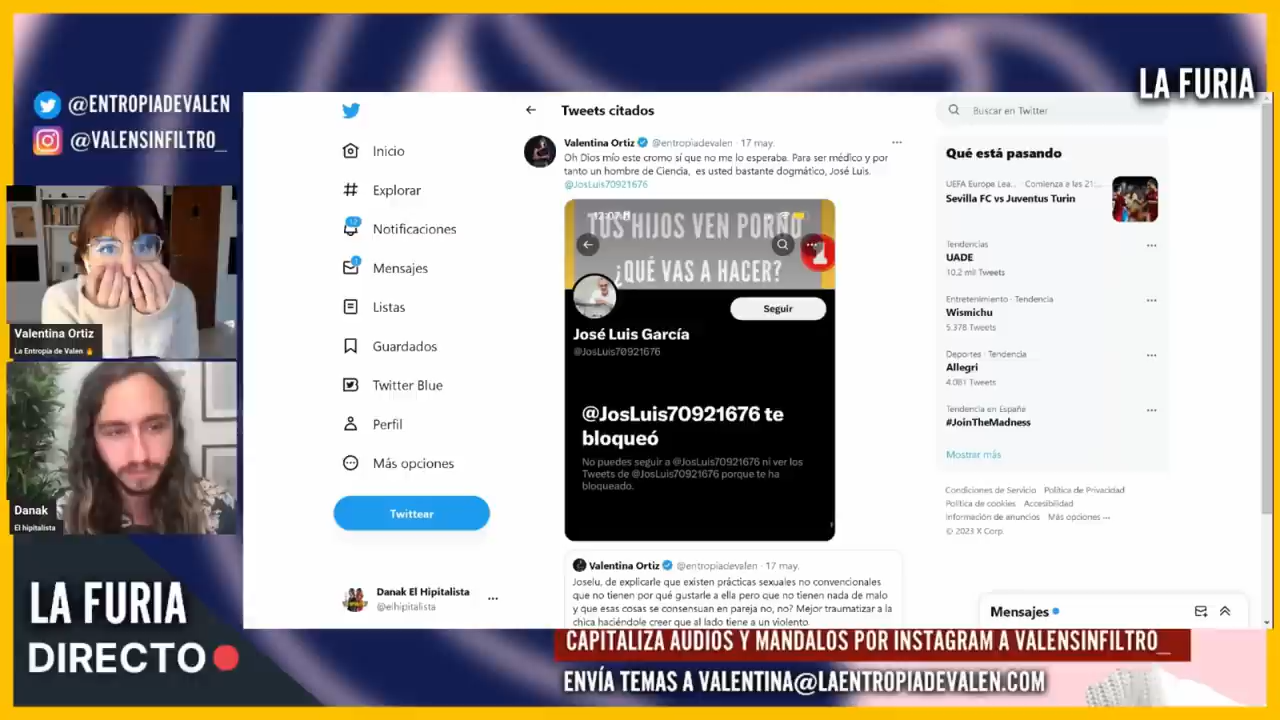 LA FURIA
@ENTROPIADEVALEN
@VALENSINFILTRO_
Valentina Ortiz
La Entropía de Valen
Danak
El hipitalista
LA FURIA
DIRECTO
Inicio
Explorar
12
Notificaciones
1
Mensajes
Listas
Guardados
Twitter Blue
Perfil
Más opciones
Twittear
Danak El Hipitalista
@elhipitalista
Tweets citados
Valentina Ortiz @entropiadevalen · 17 may.
Oh Dios mío este cromo sí que no me lo esperaba. Para ser médico y por
tanto un hombre de Ciencia, es usted bastante dogmático, José Luis.
@JosLuis70921676
12:07
TUS HIJOS VEN PORNO
¿QUÉ VAS A HACER?
Seguir
José Luis García
@JosLuis70921676
@JosLuis70921676 te
bloqueó
No puedes seguir a @JosLuis70921676 ni ver los
Tweets de @JosLuis70921676 porque te ha
bloqueado.
Valentina Ortiz @entropiadevalen · 17 may.
Joselu, de explicarle que existen prácticas sexuales no convencionales
que no tienen por qué gustarle a ella pero que no tienen nada de malo
y que esas cosas se consensuan en pareja no, no? Mejor traumatizar a la
chica haciéndole creer que al lado tiene a un violento.
Buscar en Twitter
Qué está pasando
UEFA Europa Lea... Comienza a las 21:...
Sevilla FC vs Juventus Turin
Tendencias
UADE
10,2 mil Tweets
Entretenimiento · Tendencia
Wismichu
5.378 Tweets
Deportes · Tendencia
Allegri
4.081 Tweets
Tendencia en España
#JoinTheMadness
Mostrar más
Condiciones de Servicio Política de Privacidad
Política de cookies Accesibilidad
Información de anuncios Más opciones ···
© 2023 X Corp.
Mensajes
CAPITALIZA AUDIOS Y MÁNDALOS POR INSTAGRAM A VALENSINFILTRO_
ENVÍA TEMAS A VALENTINA@LAENTROPIADEVALEN.COM